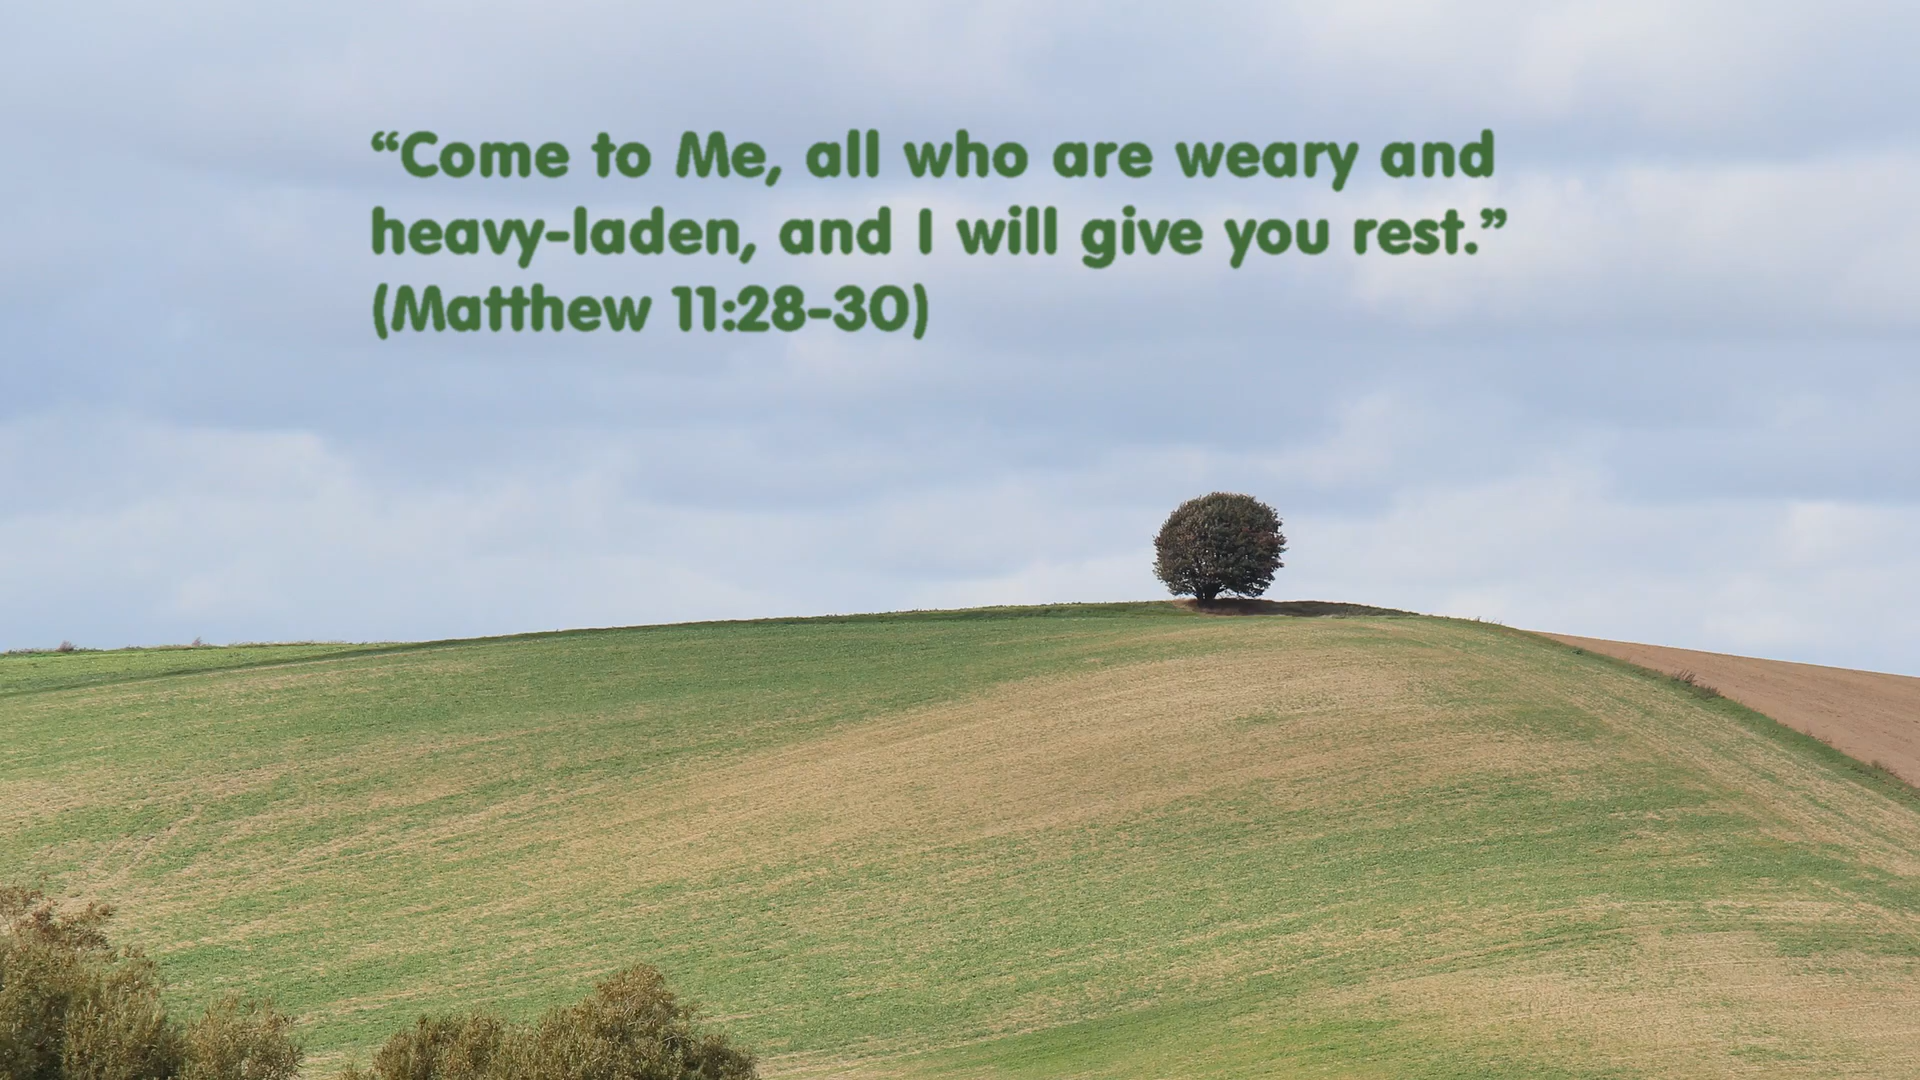 “Come to Me, all who are weary and
heavy-laden, and I will give you rest.”
(Matthew 11:28-30)